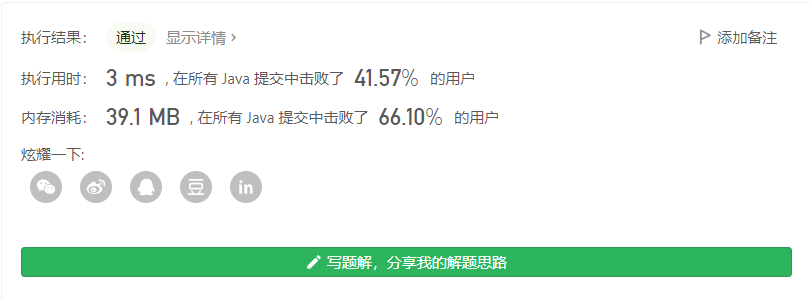 执行结果： 通过 显示详情 › 添加备注
执行用时： 3 ms ，在所有 Java 提交中击败了 41.57% 的用户
内存消耗： 39.1 MB ，在所有 Java 提交中击败了 66.10% 的用户
炫耀一下:
豆 in
写题解，分享我的解题思路